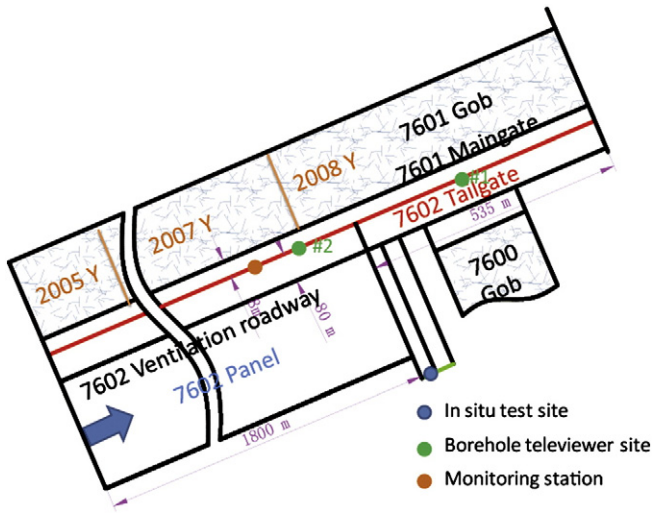 7601 Gob
7601 Maingate
2008 Y
#1
7602 Tailgate
2007 Y
535 m
#2
2005 Y
7600
Gob
80 m
7602 Ventilation roadway
7602 Panel
In situ test site
1800 m
Borehole televiewer site
Monitoring station